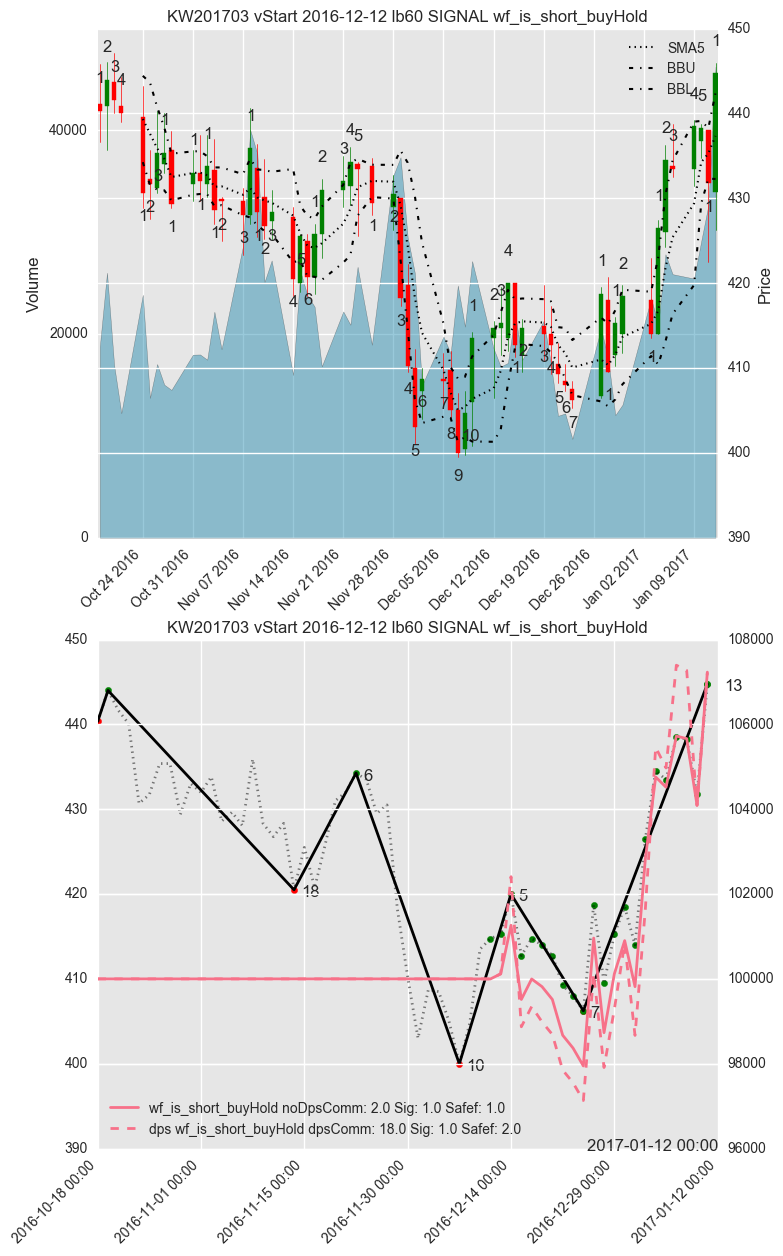 KW201703 vStart 2016-12-12 lb60 SIGNAL wf_is_short_buyHold
SMA5
BBU
BBL
Volume
0
20000
40000
Price
390
400
410
420
430
440
450
Oct 24 2016
Oct 31 2016
Nov 07 2016
Nov 14 2016
Nov 21 2016
Nov 28 2016
Dec 05 2016
Dec 12 2016
Dec 19 2016
Dec 26 2016
Jan 02 2017
Jan 09 2017
KW201703 vStart 2016-12-12 lb60 SIGNAL wf_is_short_buyHold
450
440
430
420
410
400
390
108000
106000
104000
102000
100000
98000
96000
18
6
10
5
7
13
wf_is_short_buyHold noDpsComm: 2.0 Sig: 1.0 Safef: 1.0
dps wf_is_short_buyHold dpsComm: 18.0 Sig: 1.0 Safef: 2.0
2017-01-12 00:00
2016-10-18 00:00
2016-11-01 00:00
2016-11-15 00:00
2016-11-30 00:00
2016-12-14 00:00
2016-12-29 00:00
2017-01-12 00:00